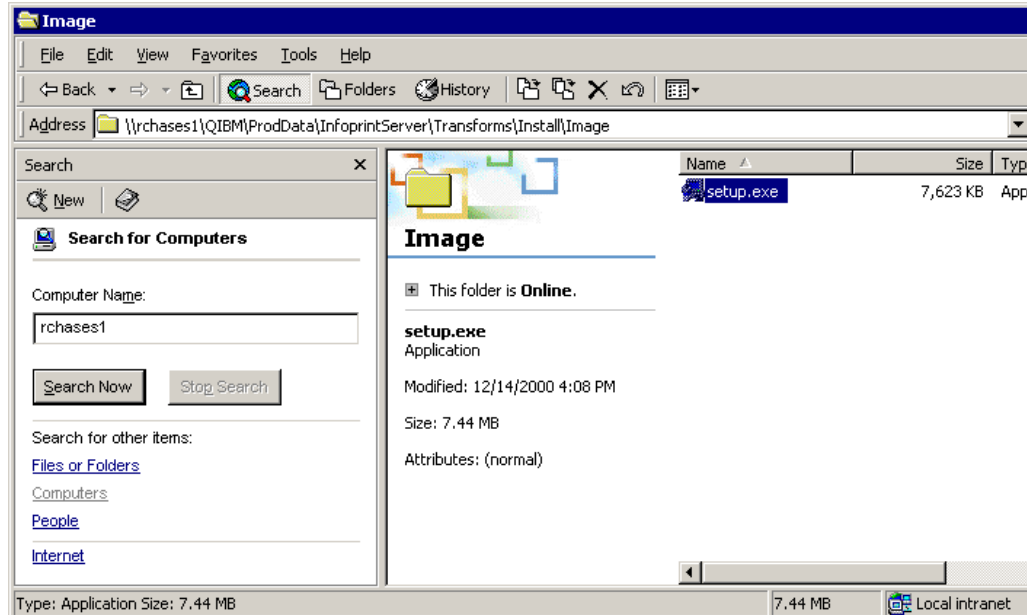 Image
File Edit View Favorites Tools Help
Back Search Folders History
Address \\rchases1\QIBM\ProdData\InfoprintServer\Transforms\Install\Image
Search
New
Search for Computers
Computer Name:
rchases1
Search Now Stop Search
Search for other items:
Files or Folders
Computers
People
Internet
Image
This folder is Online.
setup.exe
Application
Modified: 12/14/2000 4:08 PM
Size: 7.44 MB
Attributes: (normal)
Name Size Typ
setup.exe 7,623 KB App
Type: Application Size: 7.44 MB 7.44 MB Local intranet